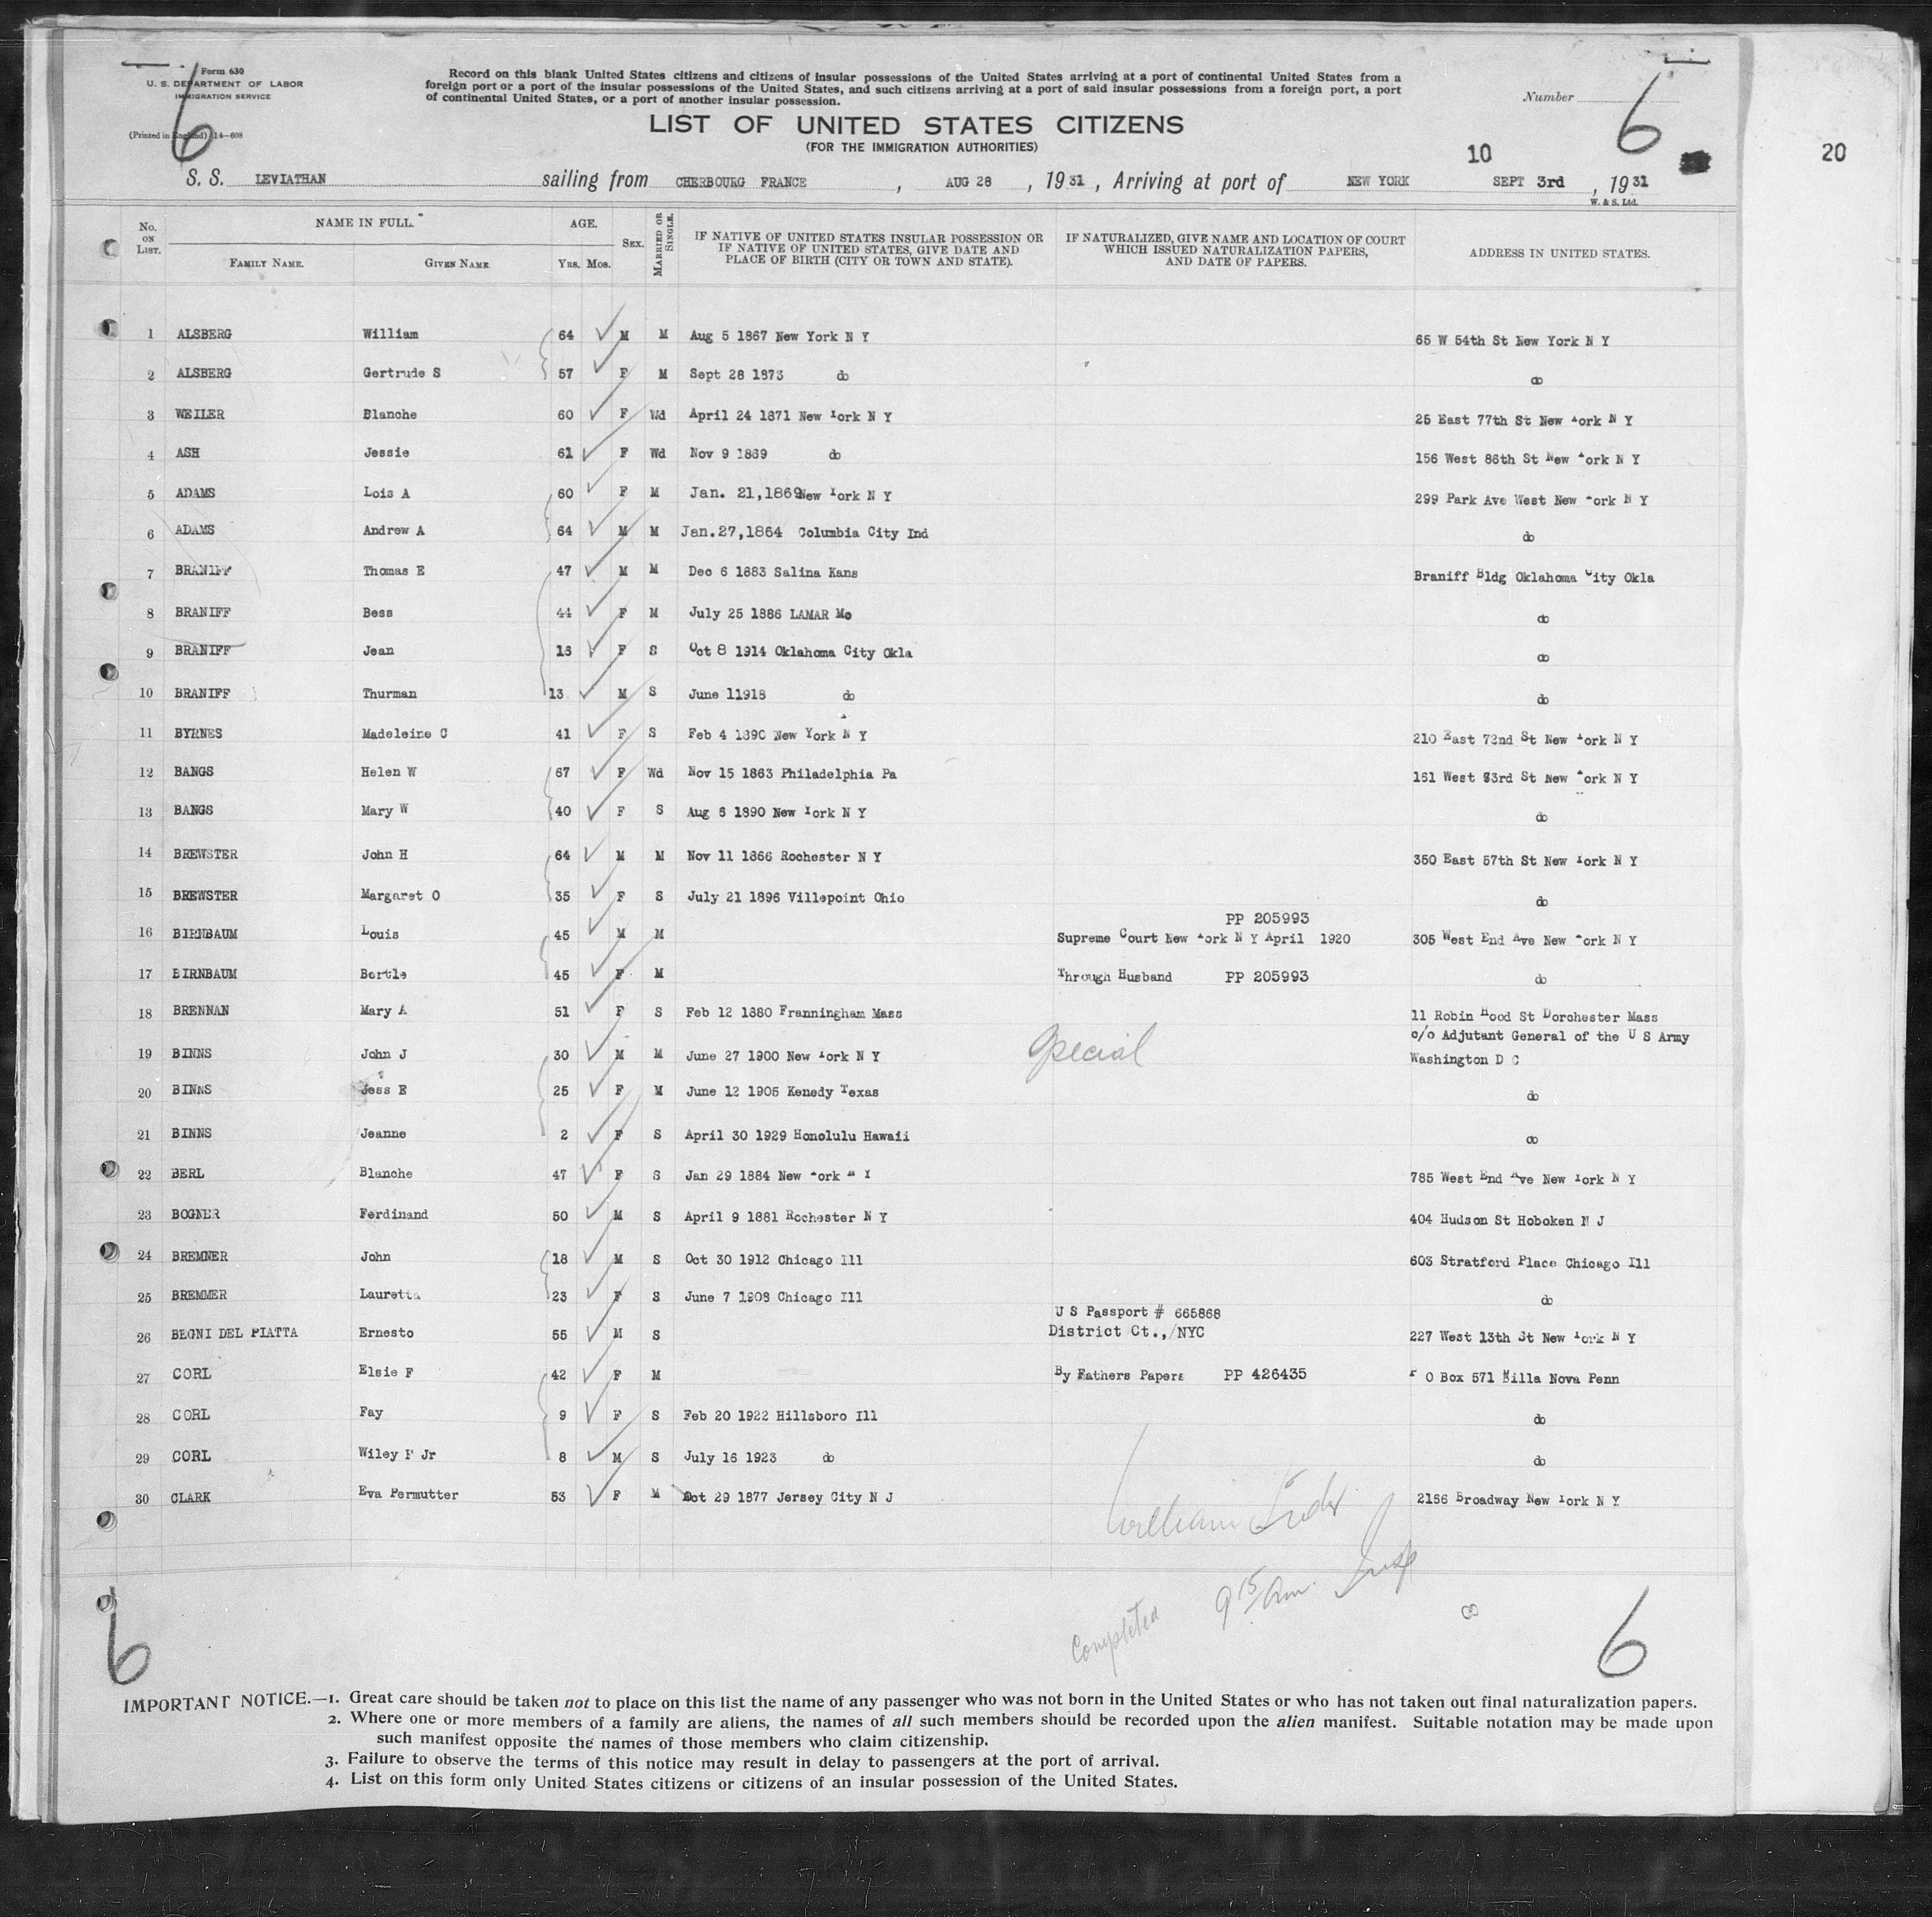 Form 630
U. S. DEPARTMENT OF LABOR
IMMIGRATION SERVICE
(Printed in England) 14—608
6
Record on this blank United States citizens and citizens of insular possessions of the United States arriving at a port of continental United States from a
foreign port or a port of the insular possessions of the United States, and such citizens arriving at a port of said insular possessions from a foreign port, a port
of continental United States, or a port of another insular possession.
Number
6
LIST OF UNITED STATES CITIZENS
(FOR THE IMMIGRATION AUTHORITIES)
10
20
S. S. LEVIATHAN sailing from CHERBOURG FRANCE , AUG 28 , 1931 , Arriving at port of NEW YORK SEPT 3rd , 1931
W. & S. Ltd.
No. ON LIST. NAME IN FULL. FAMILY NAME. GIVEN NAME. AGE. YRS. MOS. SEX. MARRIED OR SINGLE. IF NATIVE OF UNITED STATES INSULAR POSSESSION OR IF NATIVE OF UNITED STATES, GIVE DATE AND PLACE OF BIRTH (CITY OR TOWN AND STATE). IF NATURALIZED, GIVE NAME AND LOCATION OF COURT WHICH ISSUED NATURALIZATION PAPERS, AND DATE OF PAPERS. ADDRESS IN UNITED STATES.
1 ALSBERG William 64 M M Aug 5 1867 New York N Y 65 W 54th St New York N Y
2 ALSBERG Gertrude S 57 F M Sept 28 1873 do do
3 WEILER Blanche 60 F Wd April 24 1871 New York N Y 25 East 77th St New York N Y
4 ASH Jessie 61 F Wd Nov 9 1869 do 156 West 86th St New York N Y
5 ADAMS Lois A 60 F M Jan. 21,1869 New York N Y 299 Park Ave West New York N Y
6 ADAMS Andrew A 64 M M Jan.27,1864 Columbia City Ind do
7 BRANIFF Thomas E 47 M M Dec 6 1883 Salina Kans Braniff Bldg Oklahoma City Okla
8 BRANIFF Bess 44 F M July 25 1886 LAMAR Mo do
9 BRANIFF Jean 16 F S Oct 8 1914 Oklahoma City Okla do
10 BRANIFF Thurman 13 M S June 11918 do do
11 BYRNES Madeleine C 41 F S Feb 4 1890 New York N Y 210 East 72nd St New York N Y
12 BANGS Helen W 67 F Wd Nov 15 1863 Philadelphia Pa 161 West 93rd St New York N Y
13 BANGS Mary W 40 F S Aug 6 1890 New York N Y do
14 BREWSTER John H 64 M M Nov 11 1866 Rochester N Y 350 East 57th St New York N Y
15 BREWSTER Margaret O 35 F S July 21 1896 Villepoint Ohio do
PP 205993
16 BIRNBAUM Louis 45 M M Supreme Court New York N Y April 1920 305 West End Ave New York N Y
17 BIRNBAUM Bertle 45 F M Through Husband PP 205993 do
18 BRENNAN Mary A 51 F S Feb 12 1880 Franningham Mass 11 Robin Hood St Dorchester Mass
c/o Adjutant General of the U S Army
19 BINNS John J 30 M M June 27 1900 New York N Y Special Washington D C
20 BINNS Jess E 25 F M June 12 1905 Kenedy Texas do
21 BINNS Jeanne 2 F S April 30 1929 Honolulu Hawaii do
22 BERL Blanche 47 F S Jan 29 1884 New York N Y 785 West End Ave New York N Y
23 BOGNER Ferdinand 50 M S April 9 1881 Rochester N Y 404 Hudson St Hoboken N J
24 BREMNER John 18 M S Oct 30 1912 Chicago Ill 603 Stratford Place Chicago Ill
25 BREMMER Lauretta 23 F S June 7 1908 Chicago Ill do
U S Passport # 665868
26 BEGNI DEL PIATTA Ernesto 55 M S District Ct., NYC 227 West 13th St New York N Y
27 CORL Elsie F 42 F M By Fathers Papers PP 426435 P O Box 571 Villa Nova Penn
28 CORL Fay 9 F S Feb 20 1922 Hillsboro Ill do
29 CORL Wiley F Jr 8 M S July 16 1923 do do
30 CLARK Eva Permutter 53 F M Oct 29 1877 Jersey City N J 2166 Broadway New York N Y
William
Insp
Completed 9 15 Am.
6
6
IMPORTANT NOTICE.—1. Great care should be taken not to place on this list the name of any passenger who was not born in the United States or who has not taken out final naturalization papers.
2. Where one or more members of a family are aliens, the names of all such members should be recorded upon the alien manifest. Suitable notation may be made upon
such manifest opposite the names of those members who claim citizenship.
3. Failure to observe the terms of this notice may result in delay to passengers at the port of arrival.
4. List on this form only United States citizens or citizens of an insular possession of the United States.